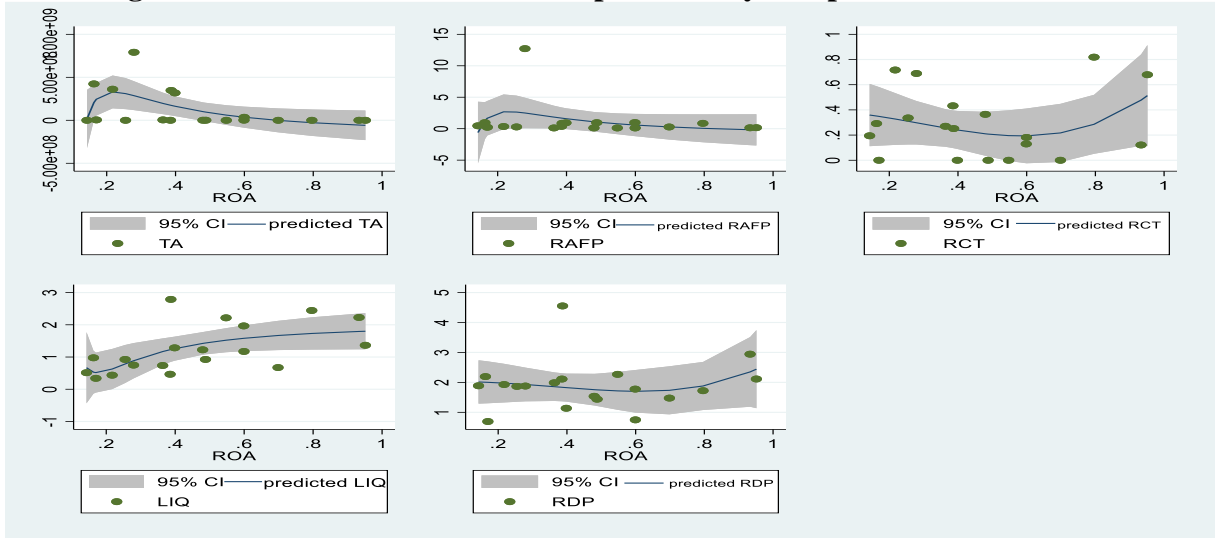 -5.00e+08 0 5.00e+08 1.00e+09
.2 .4 .6 .8 1
ROA
95% CI predicted TA
TA
-5 0 5 10 15
.2 .4 .6 .8 1
ROA
95% CI predicted RAFP
RAFP
0 .2 .4 .6 .8 1
.2 .4 .6 .8 1
ROA
95% CI predicted RCT
RCT
-1 0 1 2 3
.2 .4 .6 .8 1
ROA
95% CI predicted LIQ
LIQ
1 2 3 4 5
.2 .4 .6 .8 1
ROA
95% CI predicted RDP
RDP